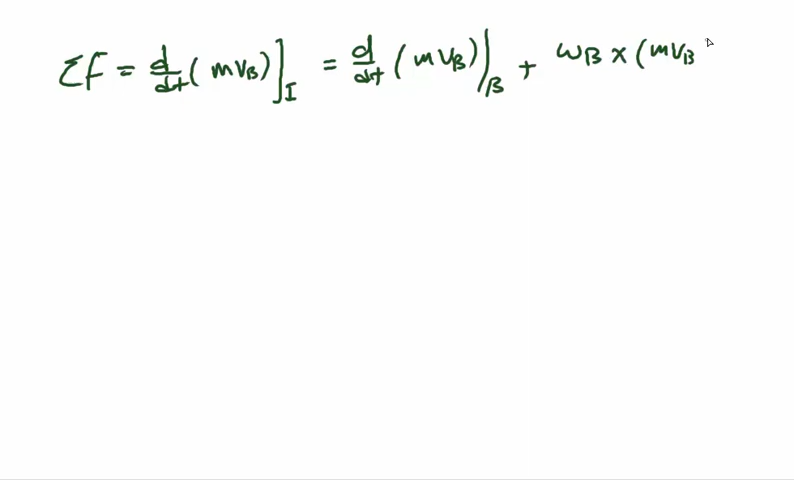 ΣF = d/dt (mV_B)]_I = d/dt (mV_B)|_B + ω_B × (mV_B